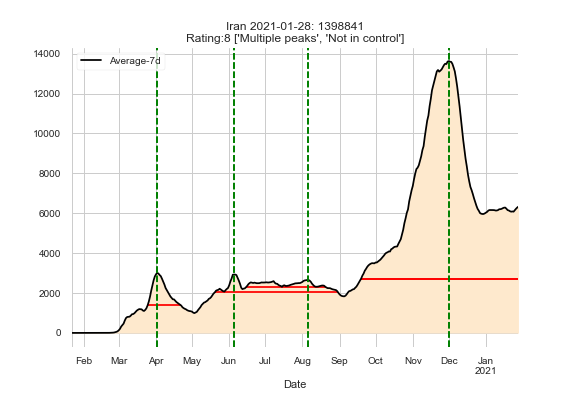 Iran 2021-01-28: 1398841
Rating:8 ['Multiple peaks', 'Not in control']
Average-7d
14000
12000
10000
8000
6000
4000
2000
0
Feb Mar Apr May Jun Jul Aug Sep Oct Nov Dec Jan
2021
Date